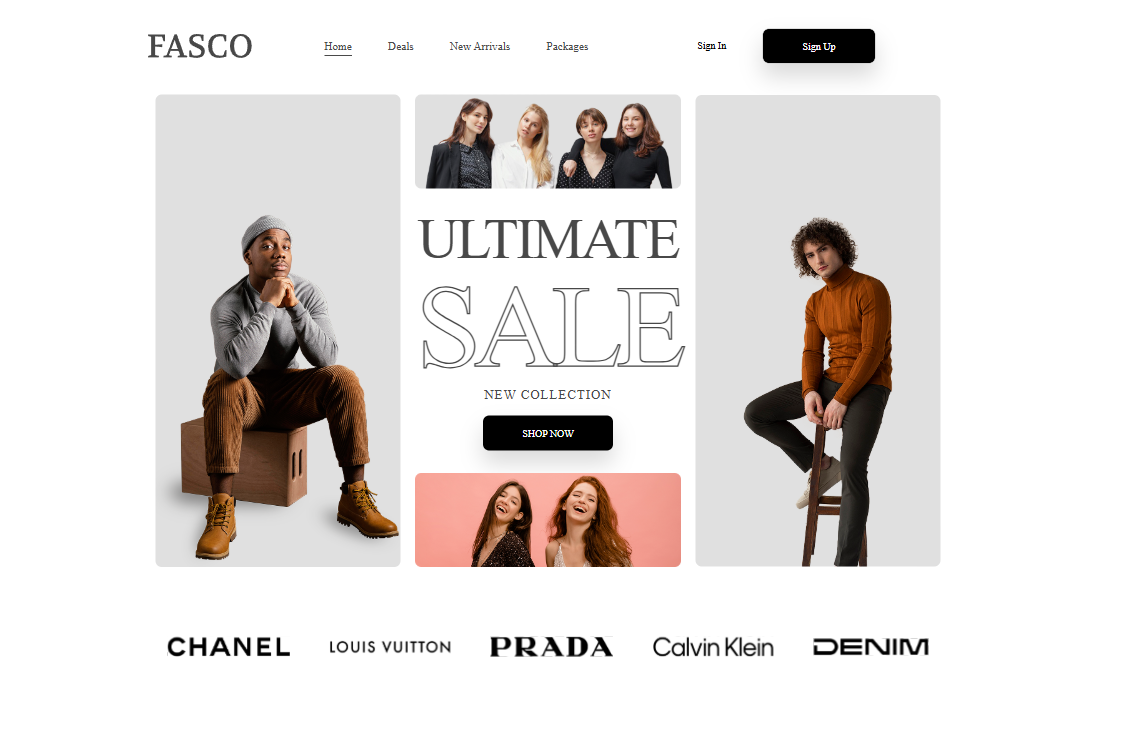 FASCO
Home Deals New Arrivals Packages Sign In Sign Up
ULTIMATE
SALE
NEW COLLECTION
SHOP NOW
CHANEL LOUIS VUITTON PRADA Calvin Klein DENIM